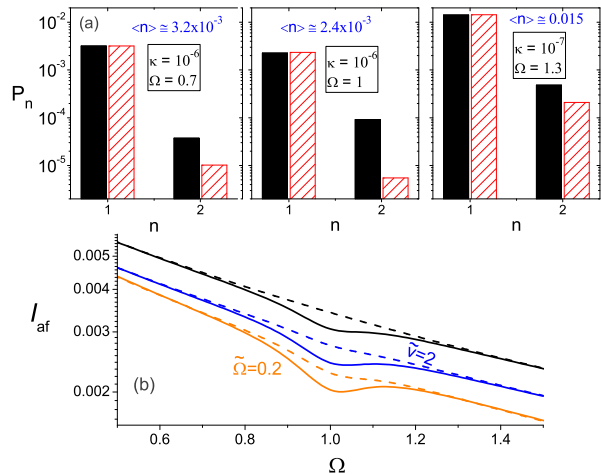 (a)
<n> ≅ 3.2x10⁻³
<n> ≅ 2.4x10⁻³
<n> ≅ 0.015
κ = 10⁻⁶
Ω = 0.7
κ = 10⁻⁶
Ω = 1
κ = 10⁻⁷
Ω = 1.3
Pₙ
10⁻²
10⁻³
10⁻⁴
10⁻⁵
1 2 1 2 1 2
n n n
0.005
0.004
0.003
0.002
I_af
ṽ=2
Ω̃=0.2
(b)
0.6 0.8 1.0 1.2 1.4
Ω